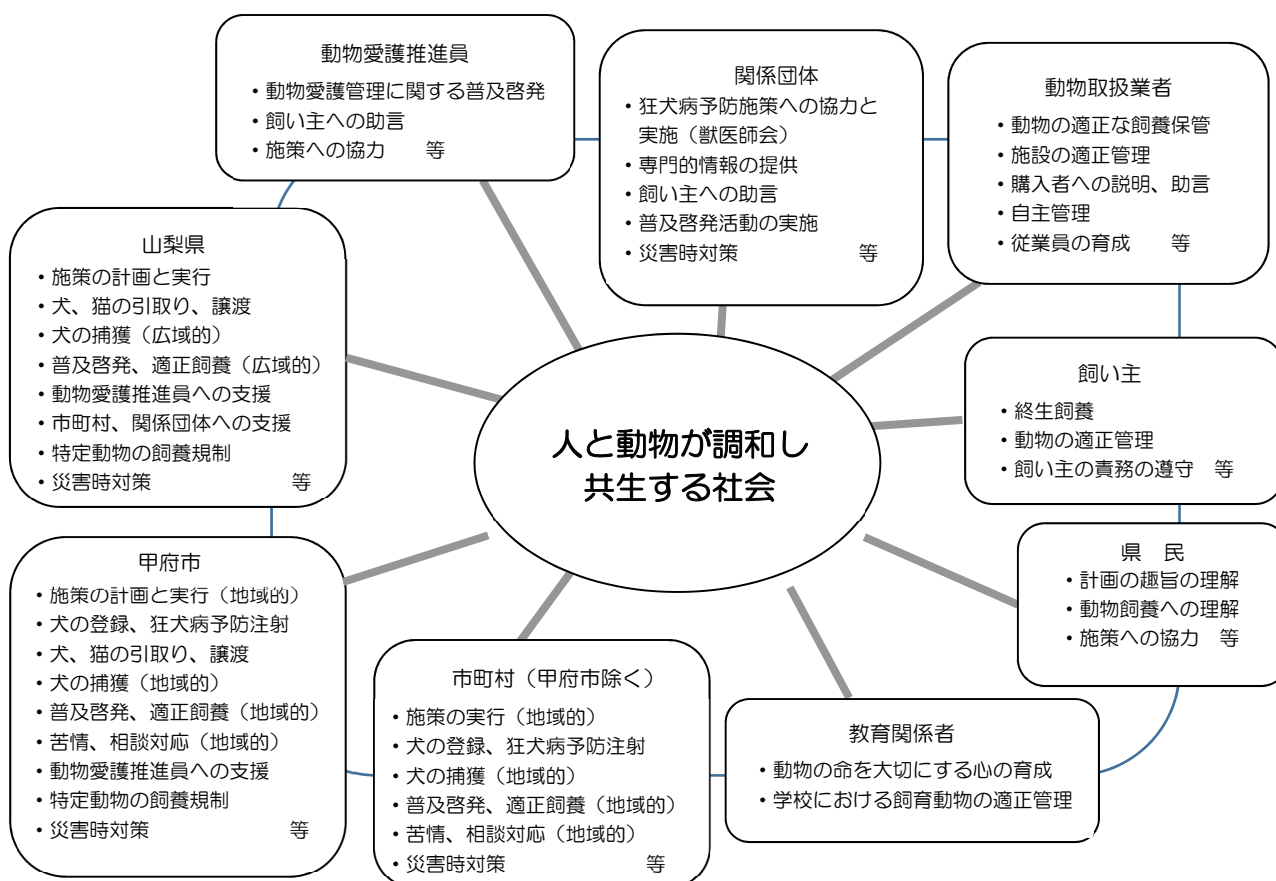 動物愛護推進員
・動物愛護管理に関する普及啓発
・飼い主への助言
・施策への協力　等
関係団体
・狂犬病予防施策への協力と
実施（獣医師会）
・専門的情報の提供
・飼い主への助言
・普及啓発活動の実施
・災害時対策　等
動物取扱業者
・動物の適正な飼養保管
・施設の適正管理
・購入者への説明、助言
・自主管理
・従業員の育成　等
山梨県
・施策の計画と実行
・犬、猫の引取り、譲渡
・犬の捕獲（広域的）
・普及啓発、適正飼養（広域的）
・動物愛護推進員への支援
・市町村、関係団体への支援
・特定動物の飼養規制
・災害時対策　等
人と動物が調和し
共生する社会
飼い主
・終生飼養
・動物の適正管理
・飼い主の責務の遵守　等
県　民
・計画の趣旨の理解
・動物飼養への理解
・施策への協力　等
甲府市
・施策の計画と実行（地域的）
・犬の登録、狂犬病予防注射
・犬、猫の引取り、譲渡
・犬の捕獲（地域的）
・普及啓発、適正飼養（地域的）
・苦情、相談対応（地域的）
・動物愛護推進員への支援
・特定動物の飼養規制
・災害時対策　等
市町村（甲府市除く）
・施策の実行（地域的）
・犬の登録、狂犬病予防注射
・犬の捕獲（地域的）
・普及啓発、適正飼養（地域的）
・苦情、相談対応（地域的）
・災害時対策　等
教育関係者
・動物の命を大切にする心の育成
・学校における飼育動物の適正管理